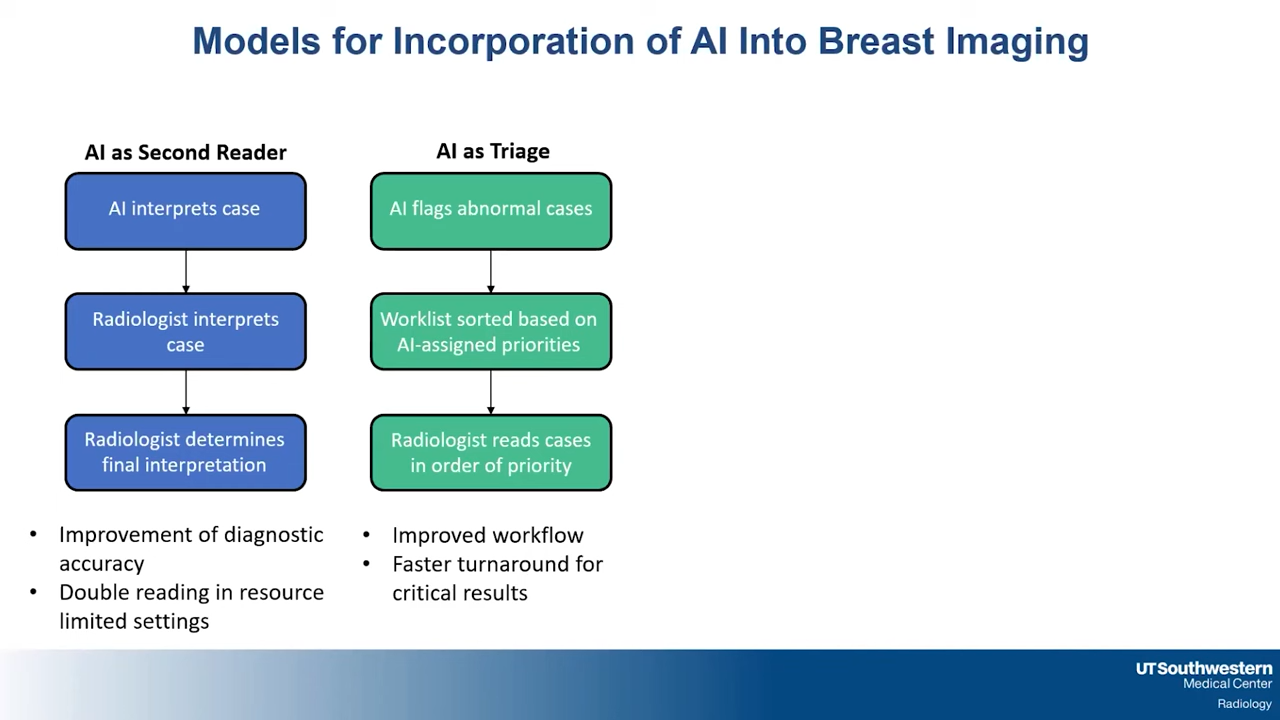 Models for Incorporation of AI Into Breast Imaging
AI as Second Reader
AI interprets case
Radiologist interprets
case
Radiologist determines
final interpretation
• Improvement of diagnostic
accuracy
• Double reading in resource
limited settings
AI as Triage
AI flags abnormal cases
Worklist sorted based on
AI-assigned priorities
Radiologist reads cases
in order of priority
• Improved workflow
• Faster turnaround for
critical results
UTSouthwestern
Medical Center
Radiology